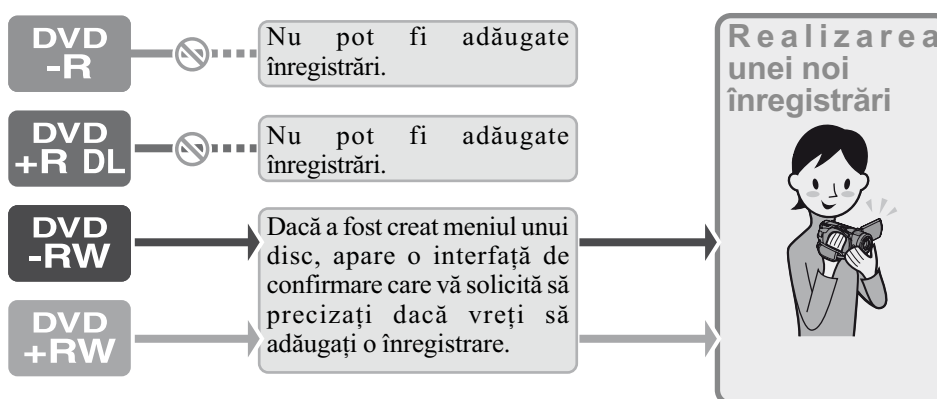 DVD
-R
Nu pot fi adăugate
înregistrări.
DVD
+R DL
Nu pot fi adăugate
înregistrări.
DVD
-RW
DVD
+RW
Dacă a fost creat meniul unui
disc, apare o interfață de
confirmare care vă solicită să
precizați dacă vreți să
adăugați o înregistrare.
Realizarea
unei noi
înregistrări